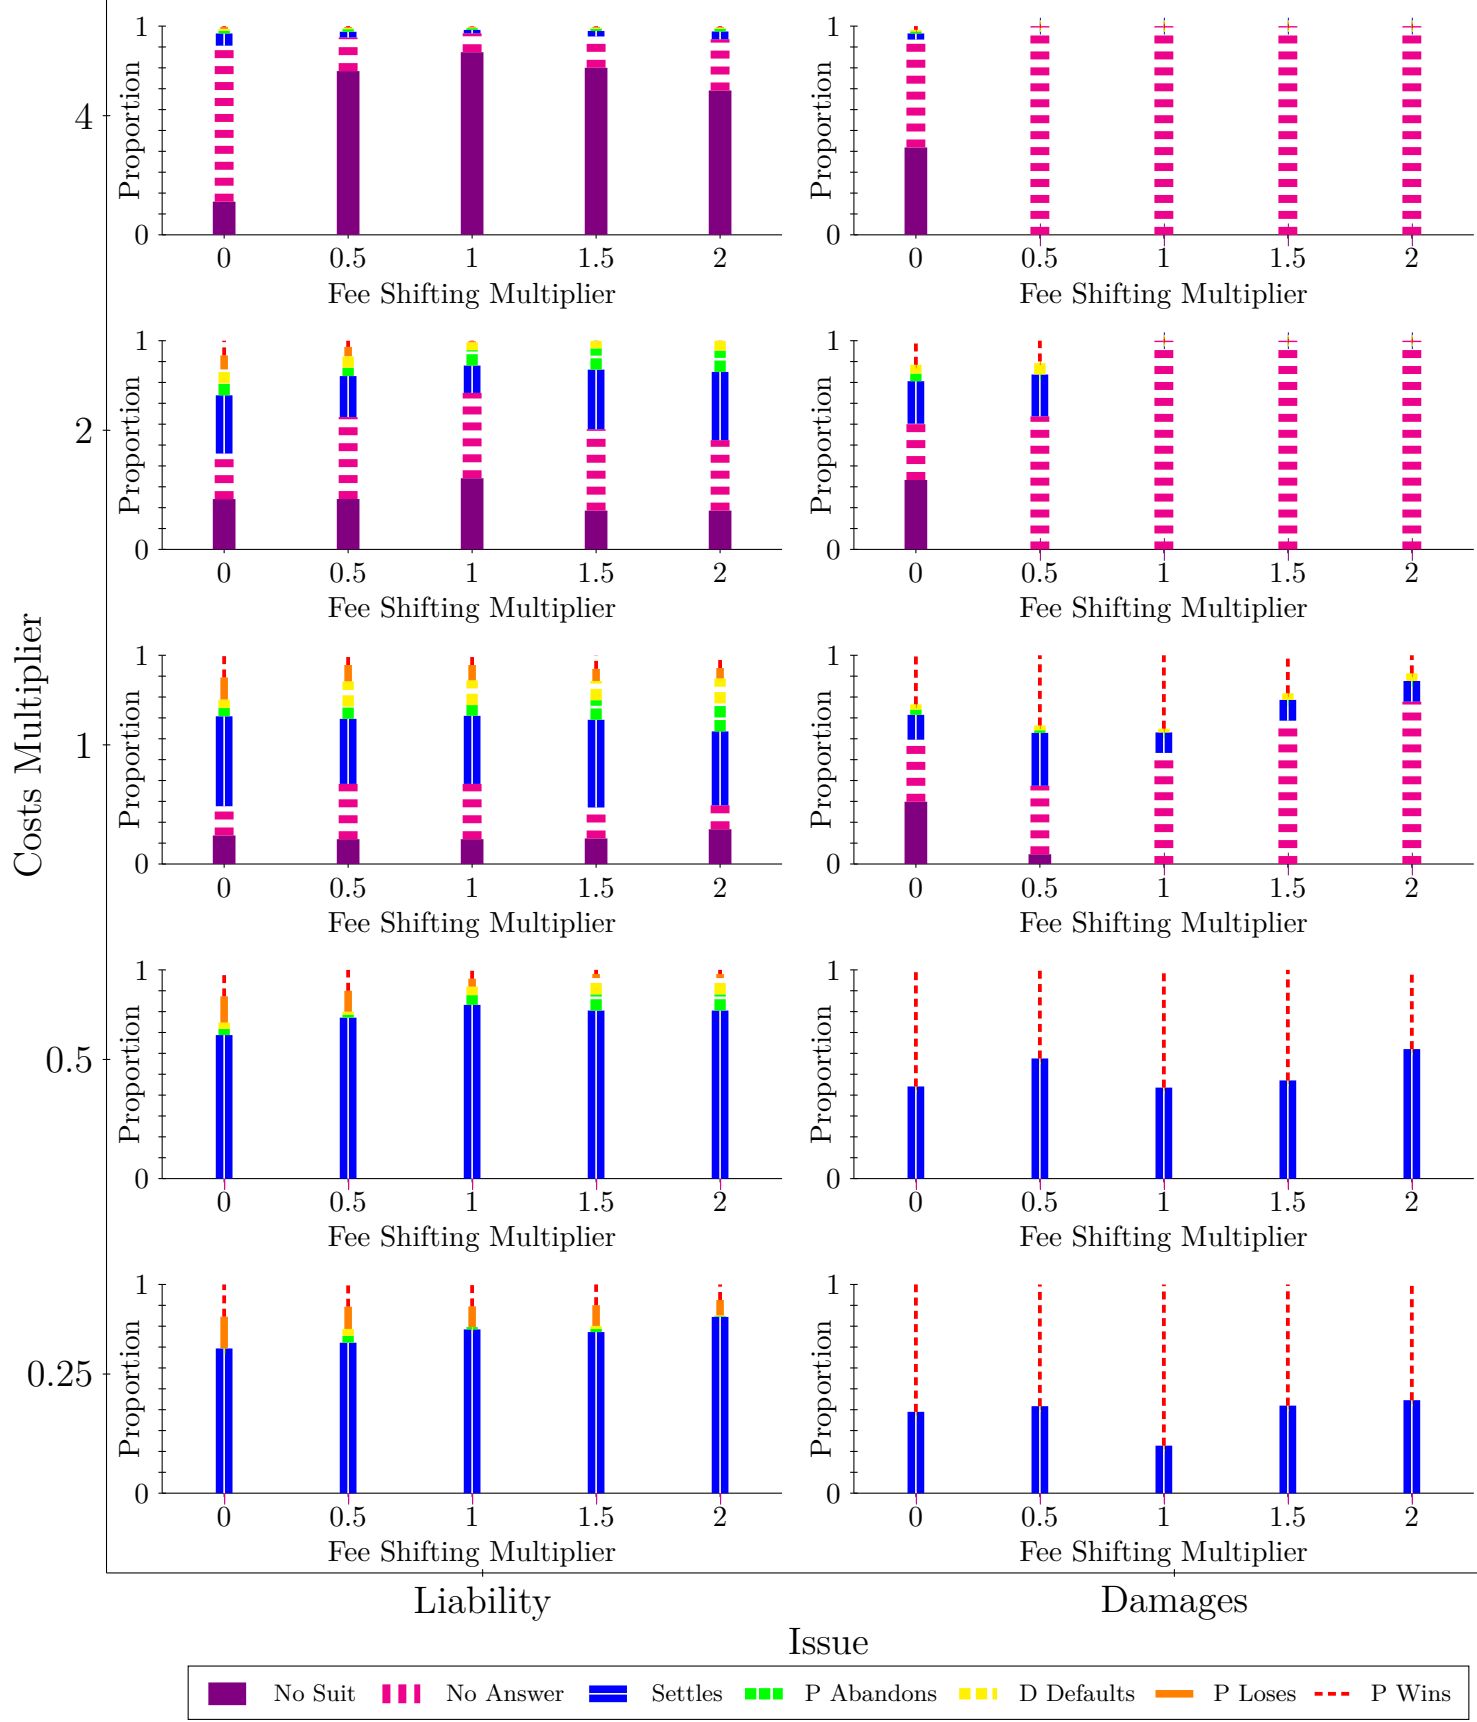 Costs Multiplier
4
Proportion
1
0
0 0.5 1 1.5 2
Fee Shifting Multiplier
Proportion
1
0
0 0.5 1 1.5 2
Fee Shifting Multiplier
2
Proportion
1
0
0 0.5 1 1.5 2
Fee Shifting Multiplier
Proportion
1
0
0 0.5 1 1.5 2
Fee Shifting Multiplier
1
Proportion
1
0
0 0.5 1 1.5 2
Fee Shifting Multiplier
Proportion
1
0
0 0.5 1 1.5 2
Fee Shifting Multiplier
0.5
Proportion
1
0
0 0.5 1 1.5 2
Fee Shifting Multiplier
Proportion
1
0
0 0.5 1 1.5 2
Fee Shifting Multiplier
0.25
Proportion
1
0
0 0.5 1 1.5 2
Fee Shifting Multiplier
Proportion
1
0
0 0.5 1 1.5 2
Fee Shifting Multiplier
Liability Damages
Issue
No Suit No Answer Settles P Abandons D Defaults P Loses P Wins